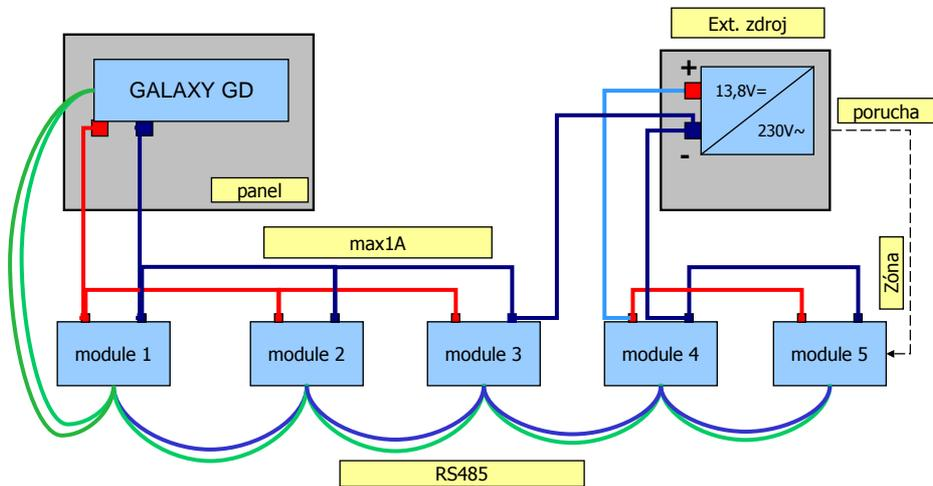 Ext. zdroj
GALAXY GD
+
13,8V=
230V~
-
porucha
panel
max1A
Zóna
module 1
module 2
module 3
module 4
module 5
RS485